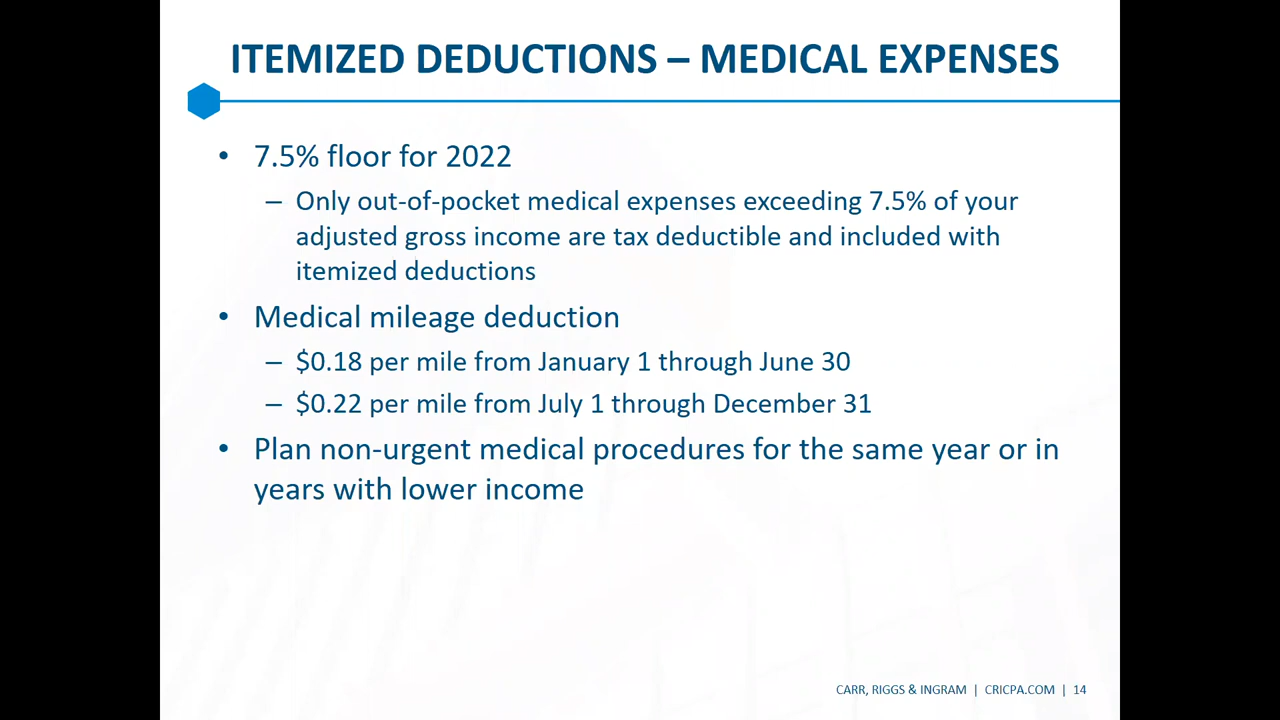 ITEMIZED DEDUCTIONS – MEDICAL EXPENSES
• 7.5% floor for 2022
– Only out-of-pocket medical expenses exceeding 7.5% of your
adjusted gross income are tax deductible and included with
itemized deductions
• Medical mileage deduction
– $0.18 per mile from January 1 through June 30
– $0.22 per mile from July 1 through December 31
• Plan non-urgent medical procedures for the same year or in
years with lower income
CARR, RIGGS & INGRAM | CRICPA.COM | 14